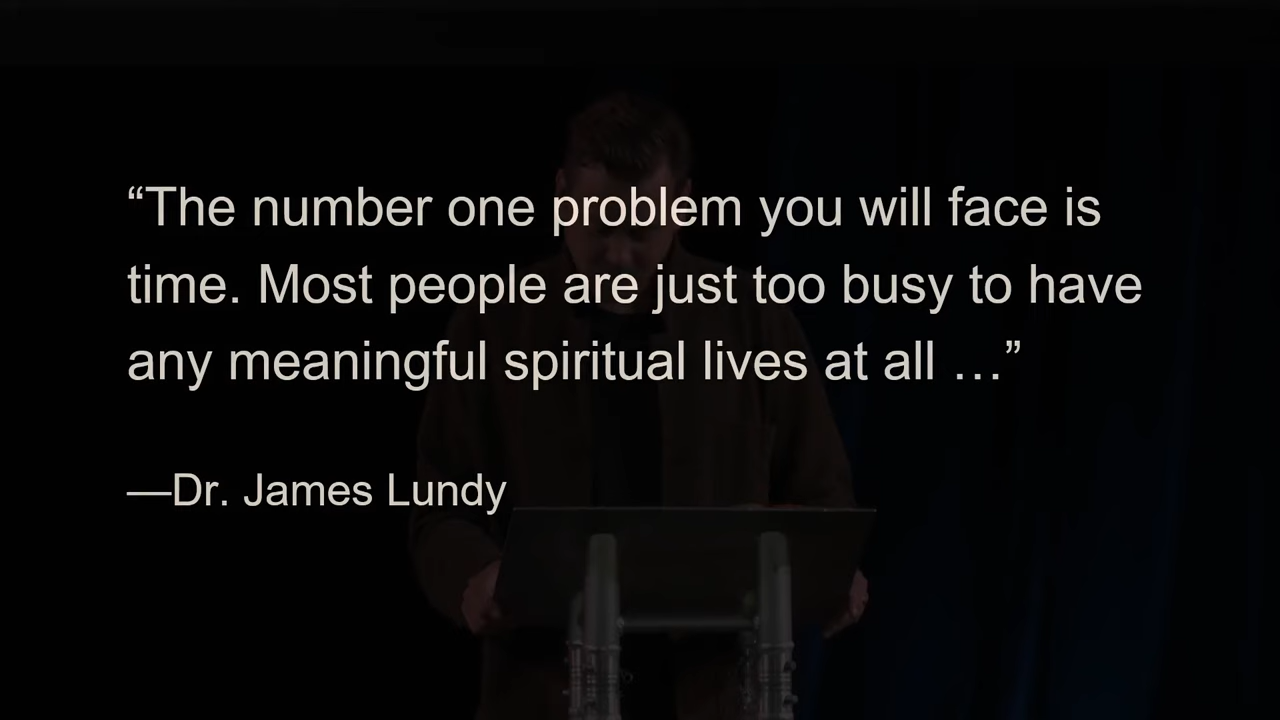 “The number one problem you will face is
time. Most people are just too busy to have
any meaningful spiritual lives at all …”
—Dr. James Lundy